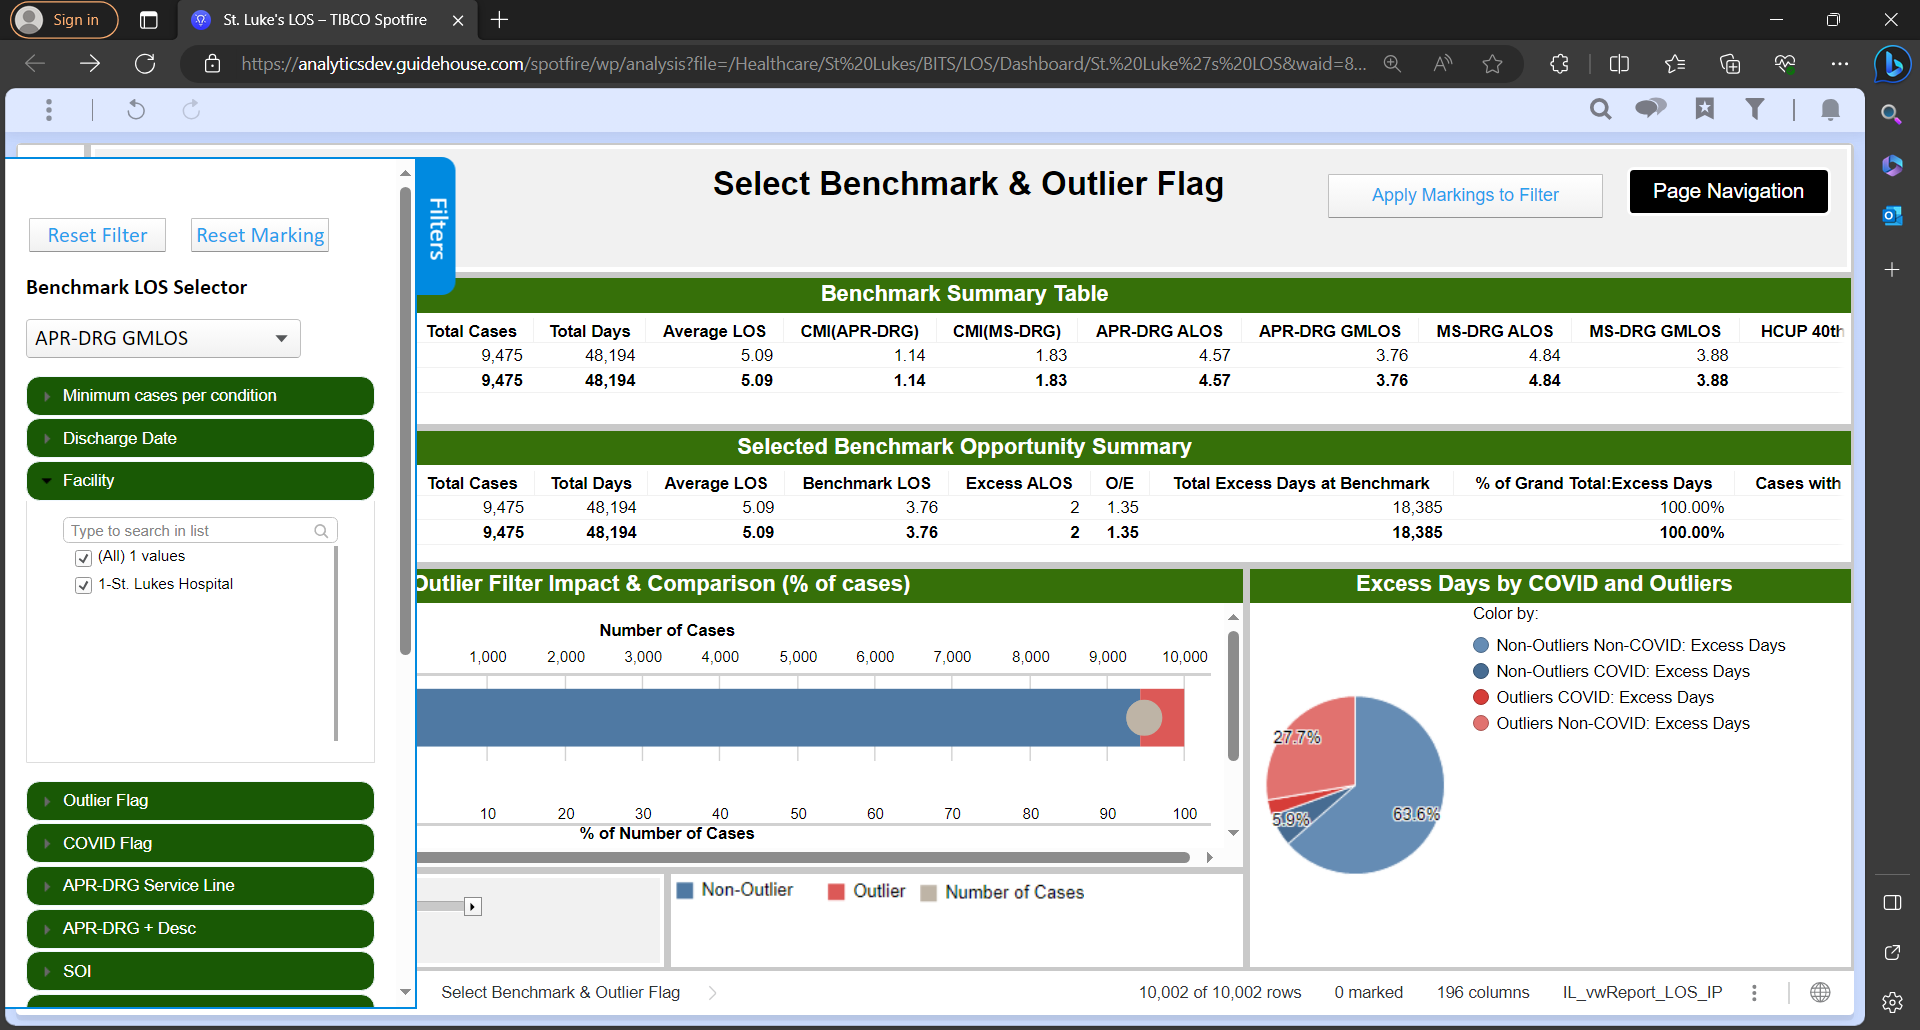 Sign in
St. Luke's LOS – TIBCO Spotfire
https://analyticsdev.guidehouse.com/spotfire/wp/analysis?file=/Healthcare/St%20Lukes/BITS/LOS/Dashboard/St.%20Luke%27s%20LOS&waid=8...
Select Benchmark & Outlier Flag
Apply Markings to Filter
Page Navigation
Reset Filter
Reset Marking
Filters
Benchmark LOS Selector
APR-DRG GMLOS
Minimum cases per condition
Discharge Date
Facility
Type to search in list
(All) 1 values
1-St. Lukes Hospital
Outlier Flag
COVID Flag
APR-DRG Service Line
APR-DRG + Desc
SOI
Benchmark Summary Table
Total Cases Total Days Average LOS CMI(APR-DRG) CMI(MS-DRG) APR-DRG ALOS APR-DRG GMLOS MS-DRG ALOS MS-DRG GMLOS HCUP 40th
9,475 48,194 5.09 1.14 1.83 4.57 3.76 4.84 3.88
9,475 48,194 5.09 1.14 1.83 4.57 3.76 4.84 3.88
Selected Benchmark Opportunity Summary
Total Cases Total Days Average LOS Benchmark LOS Excess ALOS O/E Total Excess Days at Benchmark % of Grand Total:Excess Days Cases with
9,475 48,194 5.09 3.76 2 1.35 18,385 100.00%
9,475 48,194 5.09 3.76 2 1.35 18,385 100.00%
Outlier Filter Impact & Comparison (% of cases)
Number of Cases
1,000 2,000 3,000 4,000 5,000 6,000 7,000 8,000 9,000 10,000
10 20 30 40 50 60 70 80 90 100
% of Number of Cases
Non-Outlier Outlier Number of Cases
Excess Days by COVID and Outliers
Color by:
Non-Outliers Non-COVID: Excess Days
Non-Outliers COVID: Excess Days
Outliers COVID: Excess Days
Outliers Non-COVID: Excess Days
27.7%
5.9%
63.6%
Select Benchmark & Outlier Flag
10,002 of 10,002 rows 0 marked 196 columns IL_vwReport_LOS_IP